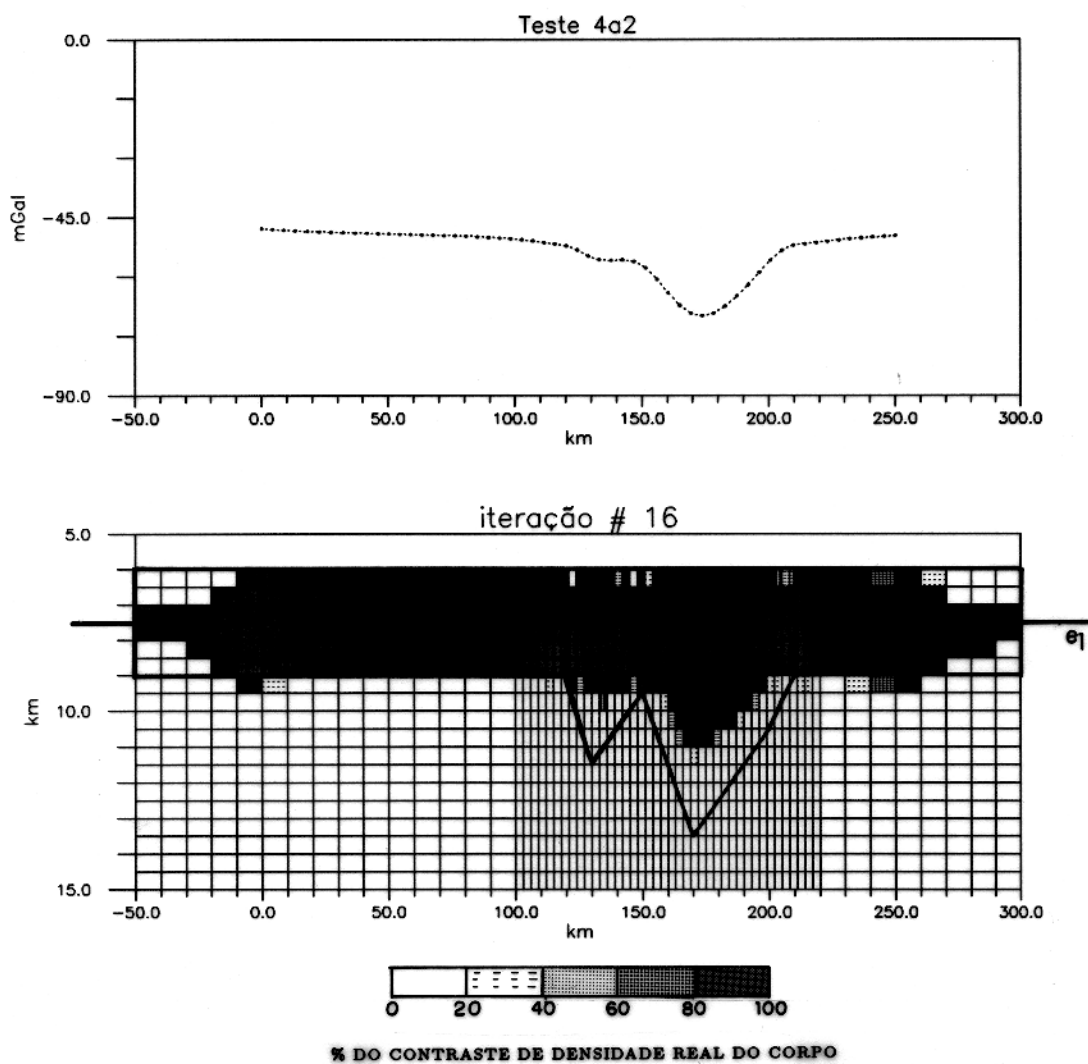 Teste 4a2
0.0
mGal
-45.0
-90.0
-50.0 0.0 50.0 100.0 150.0 200.0 250.0 300.0
km
iteração # 16
5.0
e1
km
10.0
15.0
-50.0 0.0 50.0 100.0 150.0 200.0 250.0 300.0
km
0 20 40 60 80 100
% DO CONTRASTE DE DENSIDADE REAL DO CORPO